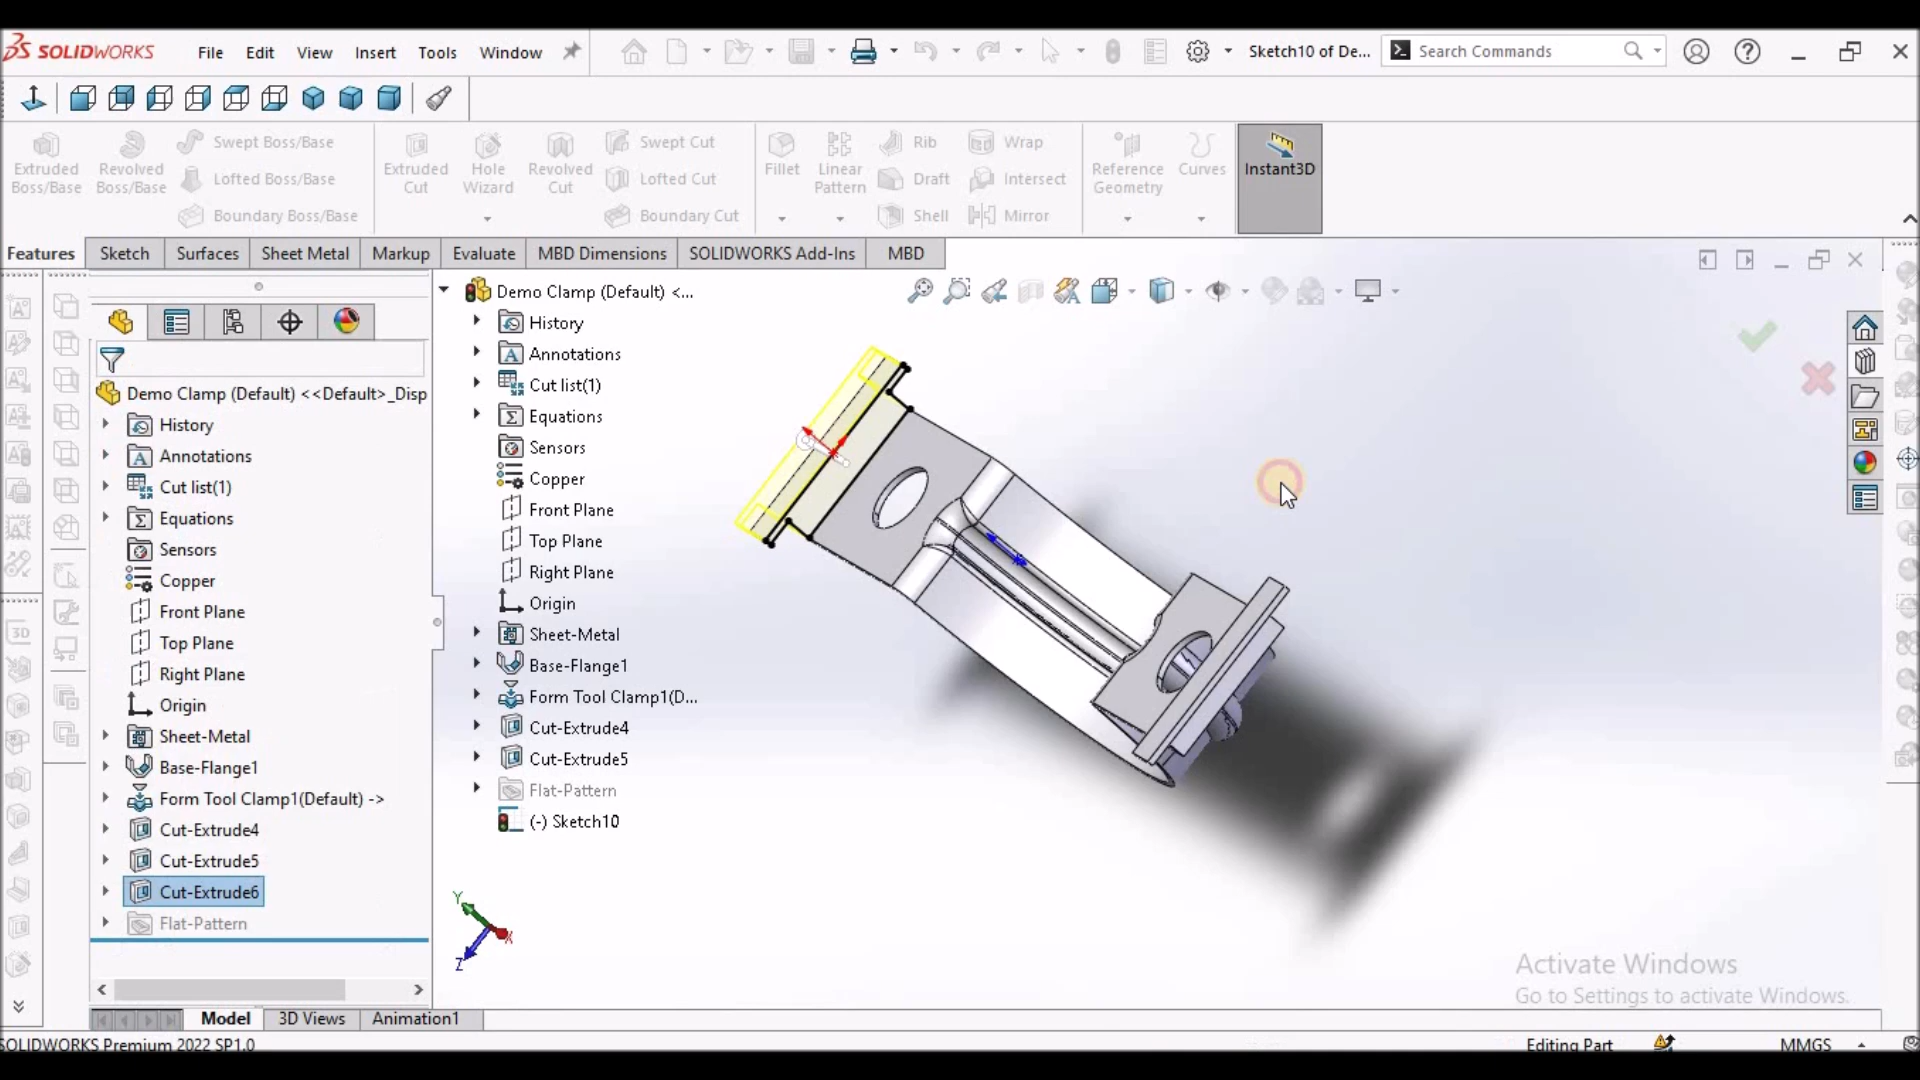 SOLIDWORKS File Edit View Insert Tools Window Sketch10 of De... Search Commands
Extruded Boss/Base
Revolved Boss/Base
Swept Boss/Base
Lofted Boss/Base
Boundary Boss/Base
Extruded Cut
Hole Wizard
Revolved Cut
Swept Cut
Lofted Cut
Boundary Cut
Fillet
Linear Pattern
Rib
Draft
Shell
Wrap
Intersect
Mirror
Reference Geometry
Curves
Instant3D
Features Sketch Surfaces Sheet Metal Markup Evaluate MBD Dimensions SOLIDWORKS Add-Ins MBD
Demo Clamp (Default) <<Default>_Disp
History
Annotations
Cut list(1)
Equations
Sensors
Copper
Front Plane
Top Plane
Right Plane
Origin
Sheet-Metal
Base-Flange1
Form Tool Clamp1(Default) ->
Cut-Extrude4
Cut-Extrude5
Cut-Extrude6
Flat-Pattern
Demo Clamp (Default) <...
History
Annotations
Cut list(1)
Equations
Sensors
Copper
Front Plane
Top Plane
Right Plane
Origin
Sheet-Metal
Base-Flange1
Form Tool Clamp1(D...
Cut-Extrude4
Cut-Extrude5
Flat-Pattern
(-) Sketch10
Y
X
Z
Activate Windows
Go to Settings to activate Windows.
Model 3D Views Animation1
SOLIDWORKS Premium 2022 SP1.0 Editing Part MMGS